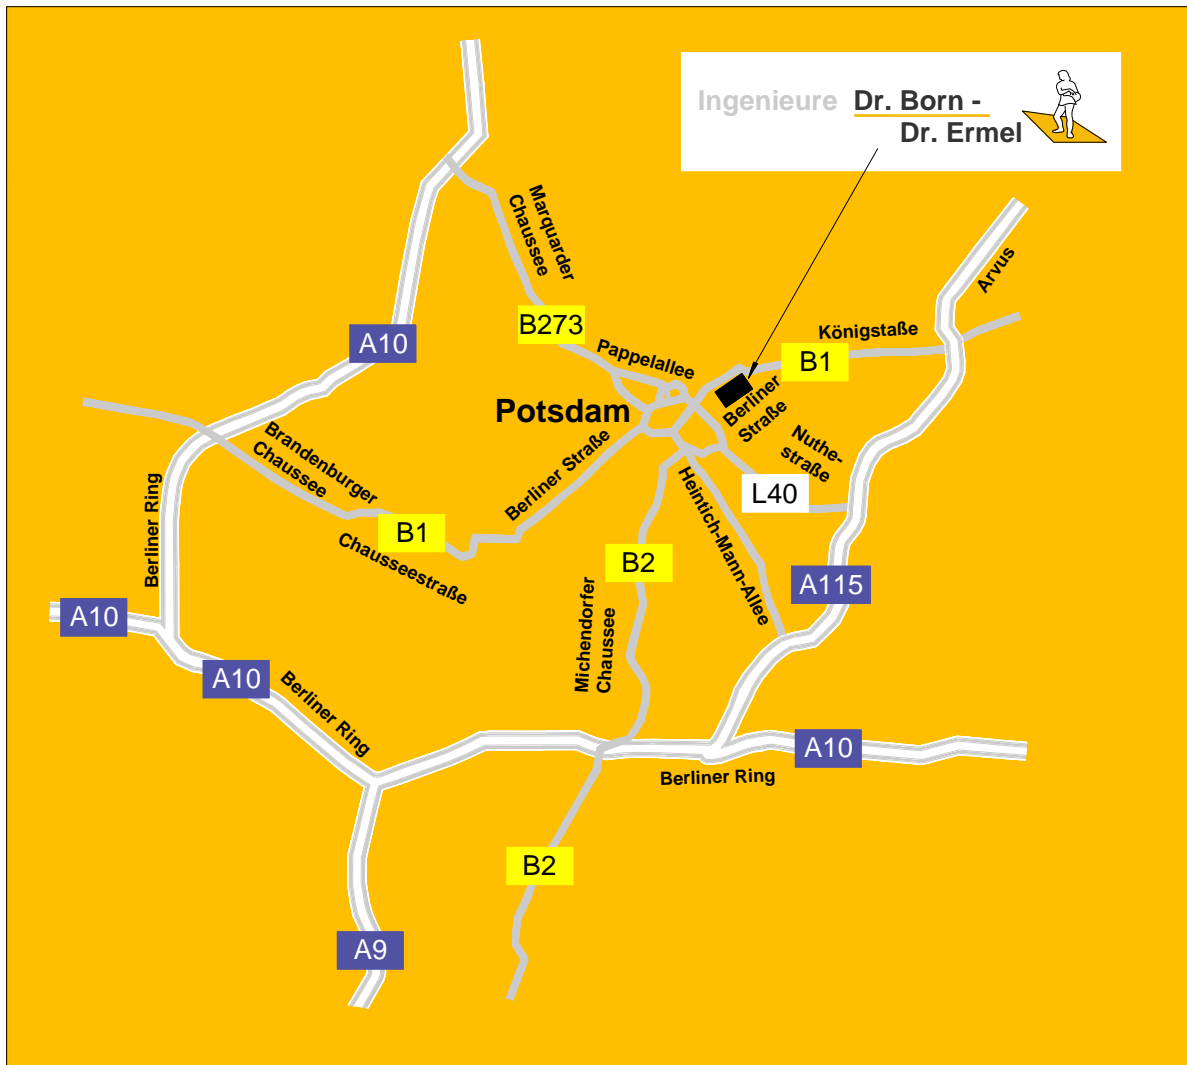 Ingenieure Dr. Born -
Dr. Ermel
Marquarder
Chaussee
Arvus
B273
Königstaße
A10
Pappelallee
B1
Potsdam
Berliner
Straße
Brandenburger
Chaussee
Berliner Straße
Nuthe-
straße
Berliner Ring
L40
Heintich-Mann-Allee
B1
Chausseestraße
B2
A115
A10
Michendorfer
Chaussee
A10
Berliner Ring
A10
Berliner Ring
B2
A9